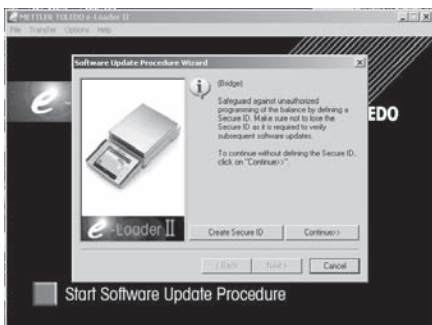 METTLER TOLEDO e-Loader II
File Transfer Options Help
Software Update Procedure Wizard
(Bridge)
Safeguard against unauthorized
programming of the balance by defining a
Secure ID. Make sure not to lose the
Secure ID as it is required to verify
subsequent software updates.
To continue without defining the Secure ID,
click on "Continue>>".
e
EDO
e-Loader II
Create Secure ID
Continue>>
< Back
Next >
Cancel
Start Software Update Procedure